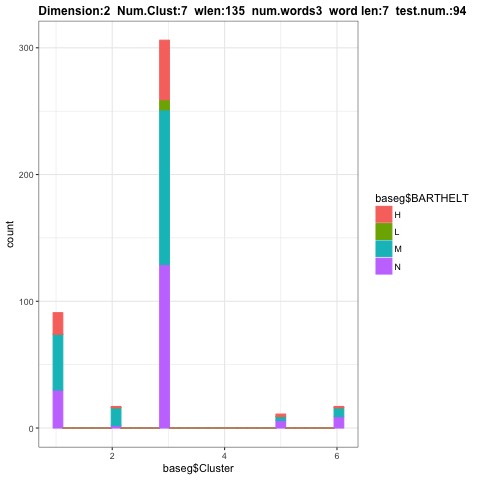 Dimension:2  Num.Clust:7  wlen:135  num.words3  word len:7  test.num.:94
300
200
100
0
count
2
4
6
baseg$Cluster
baseg$BARTHELT
H
L
M
N